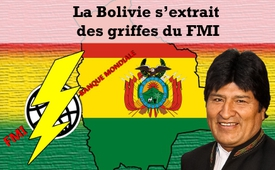 La Bolivie s’extrait
des griffes du FMI
BANQUE MONDIALE
FMI